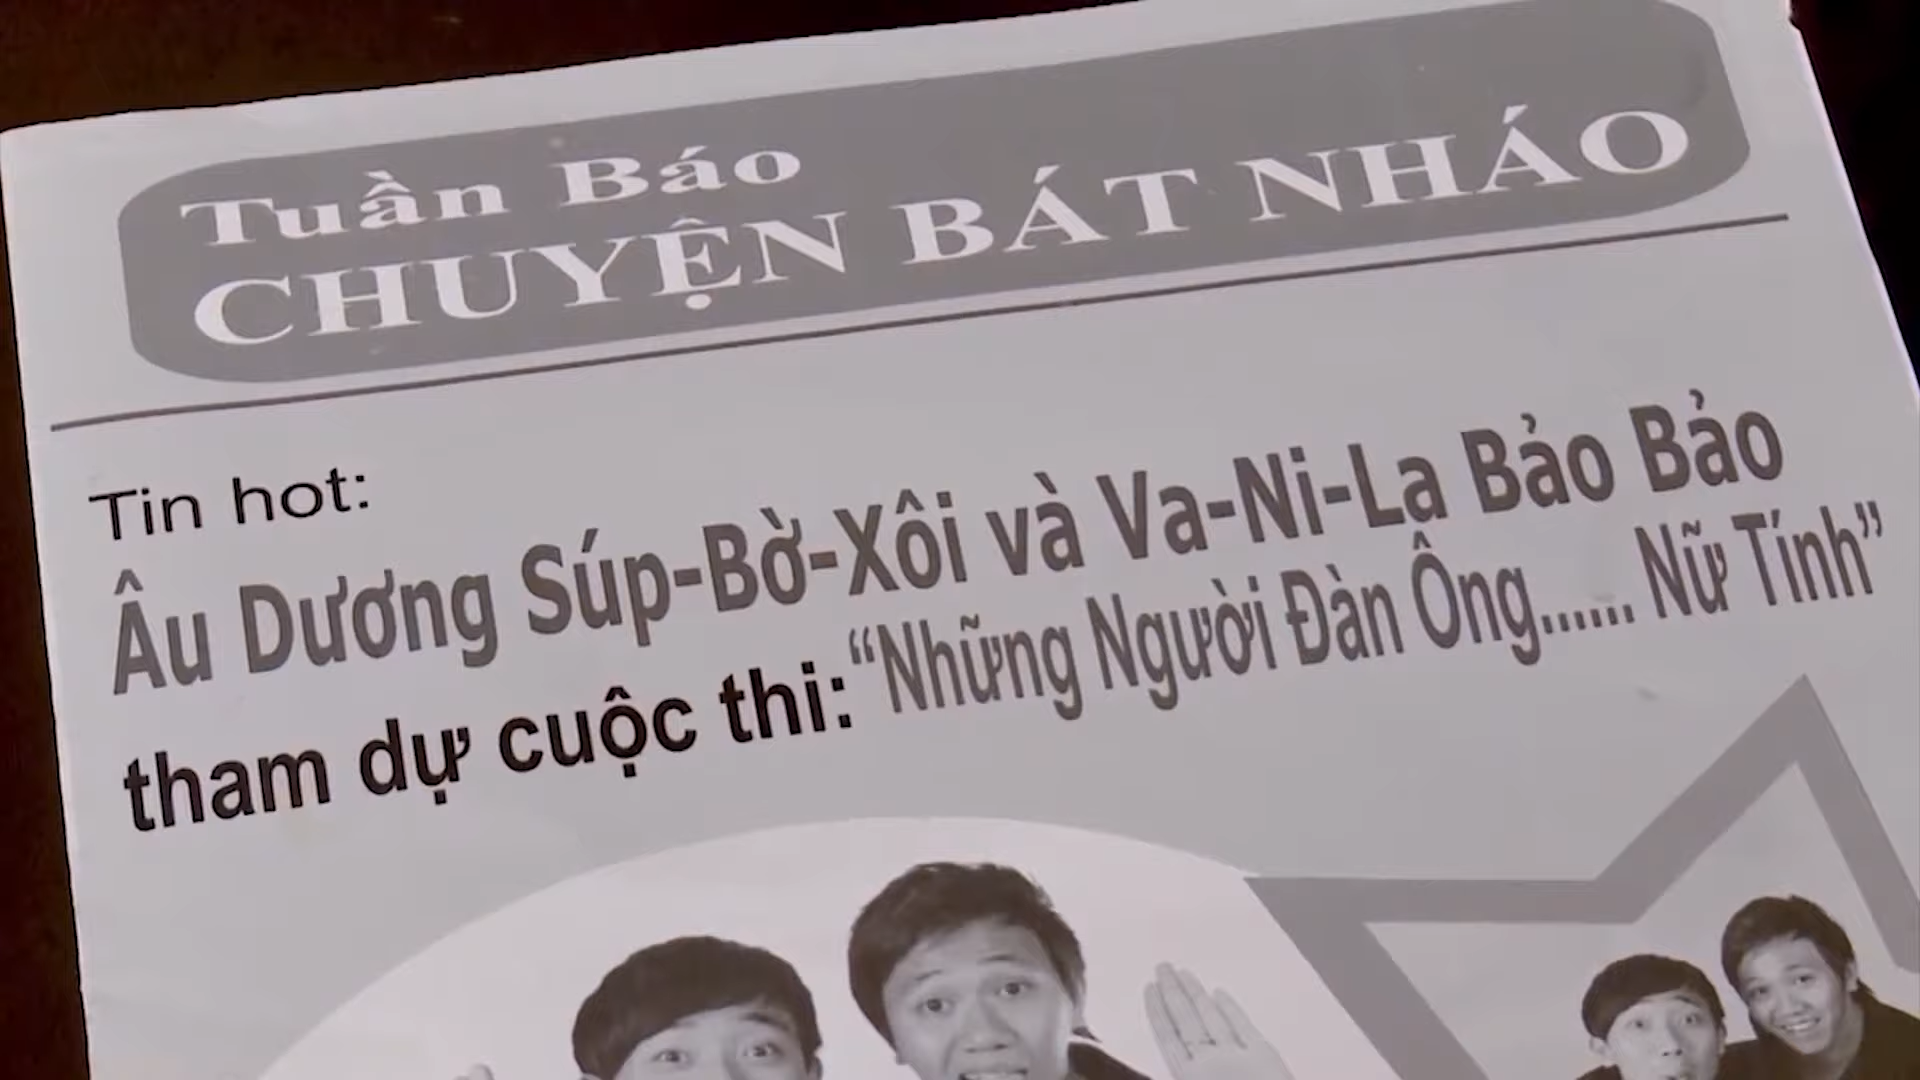 Tuần Báo
CHUYỆN BÁT NHÁO
Tin hot:
Âu Dương Súp-Bờ-Xôi và Va-Ni-La Bảo Bảo
tham dự cuộc thi: “Những Người Đàn Ông...... Nữ Tính”